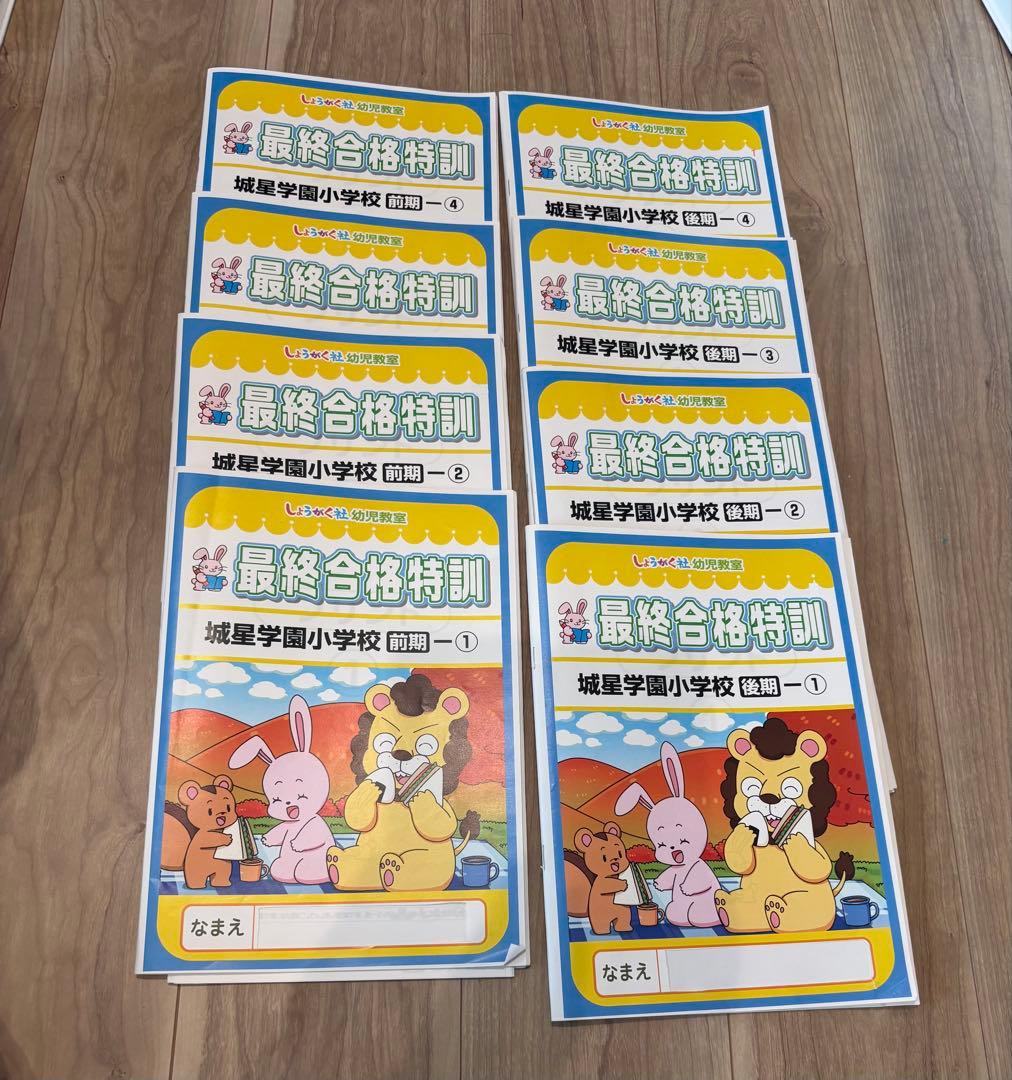 しょうがく社 幼児教室
最終合格特訓
城星学園小学校 前期 ー④
しょうがく社 幼児教室
最終合格特訓
しょうがく社 幼児教室
最終合格特訓
城星学園小学校 前期 ー②
しょうがく社 幼児教室
最終合格特訓
城星学園小学校 前期 ー①
なまえ
しょうがく社 幼児教室
最終合格特訓
城星学園小学校 後期 ー④
しょうがく社 幼児教室
最終合格特訓
城星学園小学校 後期 ー③
しょうがく社 幼児教室
最終合格特訓
城星学園小学校 後期 ー②
しょうがく社 幼児教室
最終合格特訓
城星学園小学校 後期 ー①
なまえ